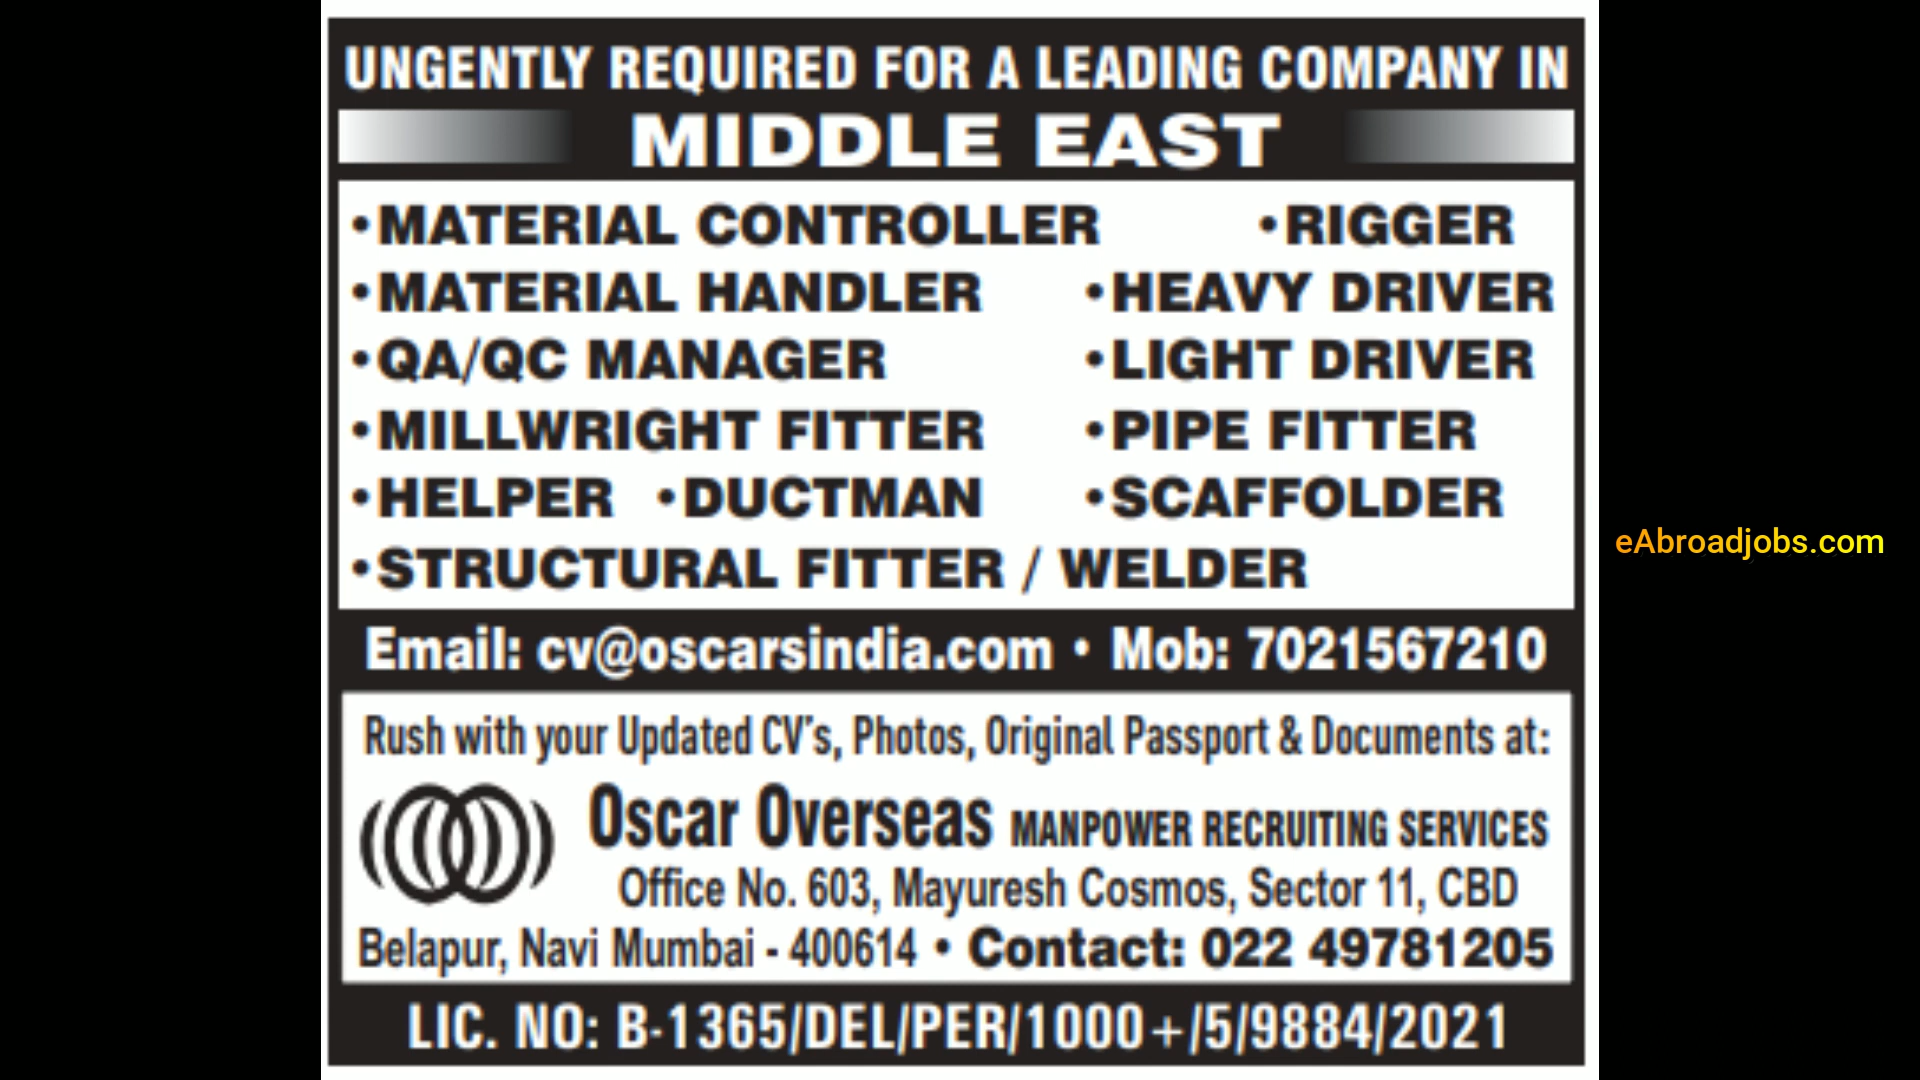 UNGENTLY REQUIRED FOR A LEADING COMPANY IN
MIDDLE EAST
•MATERIAL CONTROLLER •RIGGER
•MATERIAL HANDLER •HEAVY DRIVER
•QA/QC MANAGER •LIGHT DRIVER
•MILLWRIGHT FITTER •PIPE FITTER
•HELPER •DUCTMAN •SCAFFOLDER
•STRUCTURAL FITTER / WELDER
Email: cv@oscarsindia.com • Mob: 7021567210
Rush with your Updated CV's, Photos, Original Passport & Documents at:
Oscar Overseas MANPOWER RECRUITING SERVICES
Office No. 603, Mayuresh Cosmos, Sector 11, CBD
Belapur, Navi Mumbai - 400614 • Contact: 022 49781205
LIC. NO: B-1365/DEL/PER/1000+/5/9884/2021
eAbroadjobs.com